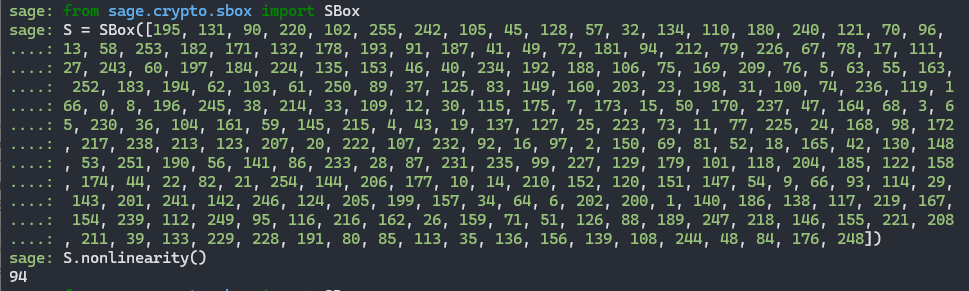 sage: from sage.crypto.sbox import SBox
sage: S = SBox([195, 131, 90, 220, 102, 255, 242, 105, 45, 128, 57, 32, 134, 110, 180, 240, 121, 70, 96,
....: 13, 58, 253, 182, 171, 132, 178, 193, 91, 187, 41, 49, 72, 181, 94, 212, 79, 226, 67, 78, 17, 111,
....: 27, 243, 60, 197, 184, 224, 135, 153, 46, 40, 234, 192, 188, 106, 75, 169, 209, 76, 5, 63, 55, 163,
....:  252, 183, 194, 62, 103, 61, 250, 89, 37, 125, 83, 149, 160, 203, 23, 198, 31, 100, 74, 236, 119, 1
....: 66, 0, 8, 196, 245, 38, 214, 33, 109, 12, 30, 115, 175, 7, 173, 15, 50, 170, 237, 47, 164, 68, 3, 6
....: 5, 230, 36, 104, 161, 59, 145, 215, 4, 43, 19, 137, 127, 25, 223, 73, 11, 77, 225, 24, 168, 98, 172
....: , 217, 238, 213, 123, 207, 20, 222, 107, 232, 92, 16, 97, 2, 150, 69, 81, 52, 18, 165, 42, 130, 148
....: , 53, 251, 190, 56, 141, 86, 233, 28, 87, 231, 235, 99, 227, 129, 179, 101, 118, 204, 185, 122, 158
....: , 174, 44, 22, 82, 21, 254, 144, 206, 177, 10, 14, 210, 152, 120, 151, 147, 54, 9, 66, 93, 114, 29,
....:  143, 201, 241, 142, 246, 124, 205, 199, 157, 34, 64, 6, 202, 200, 1, 140, 186, 138, 117, 219, 167,
....:  154, 239, 112, 249, 95, 116, 216, 162, 26, 159, 71, 51, 126, 88, 189, 247, 218, 146, 155, 221, 208
....: , 211, 39, 133, 229, 228, 191, 80, 85, 113, 35, 136, 156, 139, 108, 244, 48, 84, 176, 248])
sage: S.nonlinearity()
94